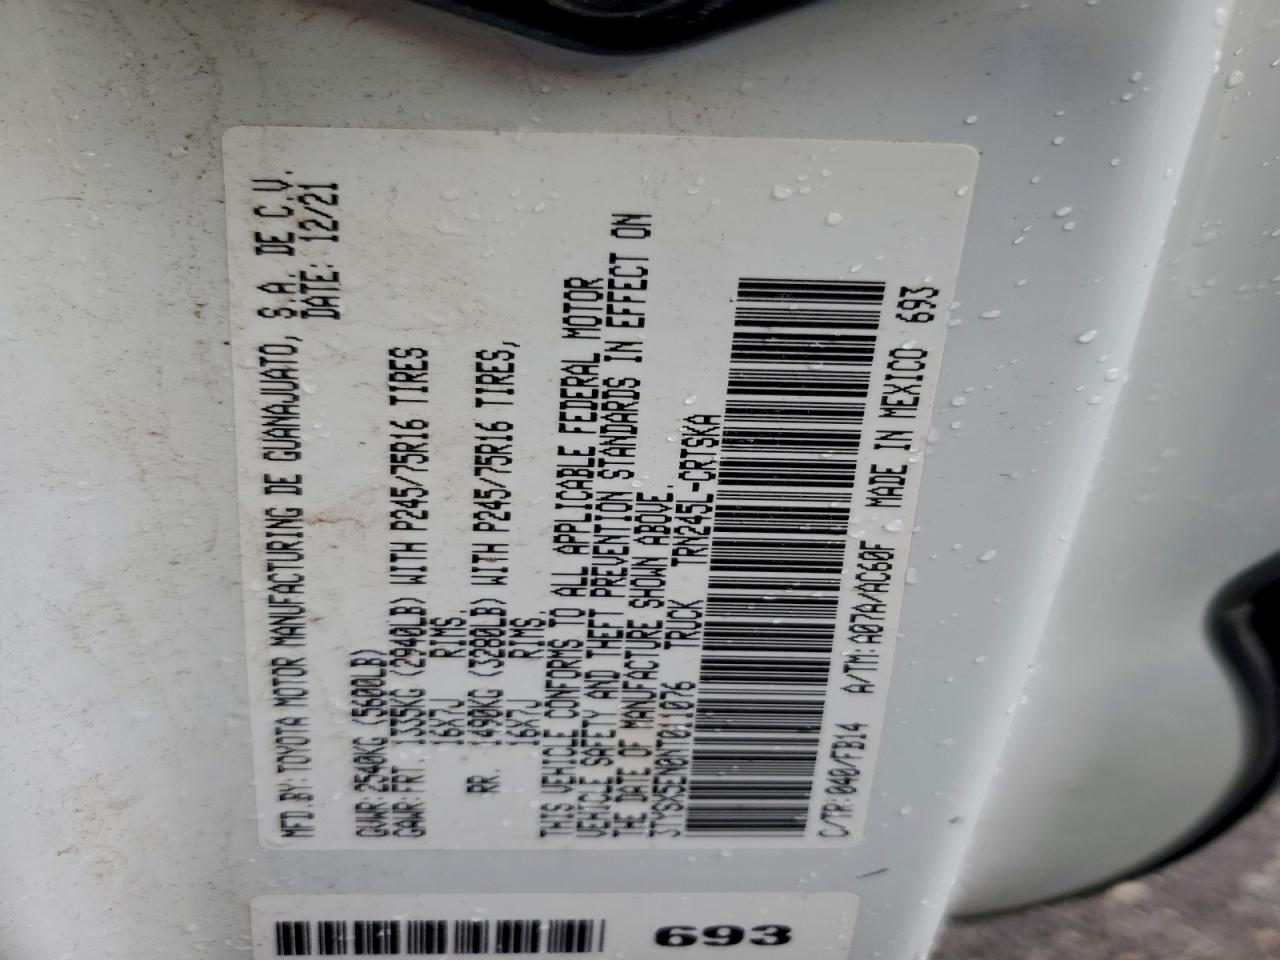 MFD.BY:TOYOTA MOTOR MANUFACTURING DE GUANAJUATO, S.A. DE C.V.
DATE: 12/21
GVWR:2540KG (5600LB)
GAWR:FRT 1335KG (2940LB) WITH P245/75R16 TIRES
16X7J RIMS,
RR. 1490KG (3280LB) WITH P245/75R16 TIRES,
16X7J RIMS.
THIS VEHICLE CONFORMS TO ALL APPLICABLE FEDERAL MOTOR
VEHICLE SAFETY AND THEFT PREVENTION STANDARDS IN EFFECT ON
THE DATE OF MANUFACTURE SHOWN ABOVE.
3TYSX5EN0NT011076 TRUCK TRN245L-CRTSKA
C/TR:040/FB14 A/TM:A07A/AC60F MADE IN MEXICO 693
693